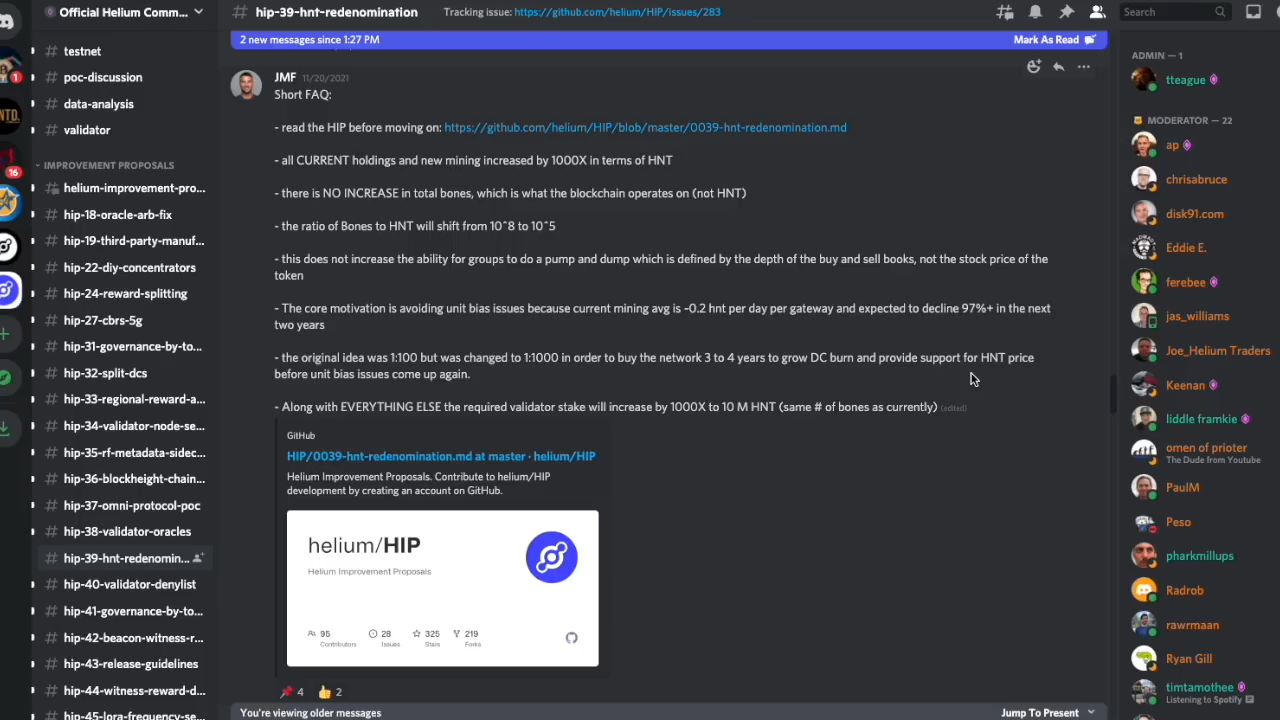 Official Helium Comm...
hip-39-hnt-redenomination
Tracking issue: https://github.com/helium/HIP/issues/283
Search
testnet
poc-discussion
data-analysis
validator
IMPROVEMENT PROPOSALS
helium-improvement-pro...
hip-18-oracle-arb-fix
hip-19-third-party-manuf...
hip-22-diy-concentrators
hip-24-reward-splitting
hip-27-cbrs-5g
hip-31-governance-by-to...
hip-32-split-dcs
hip-33-regional-reward-a...
hip-34-validator-node-se...
hip-35-rf-metadata-sidec...
hip-36-blockheight-chain...
hip-37-omni-protocol-poc
hip-38-validator-oracles
hip-39-hnt-redenomin...
hip-40-validator-denylist
hip-41-governance-by-to...
hip-42-beacon-witness-r...
hip-43-release-guidelines
hip-44-witness-reward-d...
hip-45-lora-frequency-se...
1
16
2 new messages since 1:27 PM
Mark As Read
JMF 11/20/2021
Short FAQ:
- read the HIP before moving on: https://github.com/helium/HIP/blob/master/0039-hnt-redenomination.md
- all CURRENT holdings and new mining increased by 1000X in terms of HNT
- there is NO INCREASE in total bones, which is what the blockchain operates on (not HNT)
- the ratio of Bones to HNT will shift from 10^8 to 10^5
- this does not increase the ability for groups to do a pump and dump which is defined by the depth of the buy and sell books, not the stock price of the
token
- The core motivation is avoiding unit bias issues because current mining avg is ~0.2 hnt per day per gateway and expected to decline 97%+ in the next
two years
- the original idea was 1:100 but was changed to 1:1000 in order to buy the network 3 to 4 years to grow DC burn and provide support for HNT price
before unit bias issues come up again.
- Along with EVERYTHING ELSE the required validator stake will increase by 1000X to 10 M HNT (same # of bones as currently) (edited)
GitHub
HIP/0039-hnt-redenomination.md at master · helium/HIP
Helium Improvement Proposals. Contribute to helium/HIP
development by creating an account on GitHub.
helium/HIP
Helium Improvement Proposals
95
Contributors
28
Issues
325
Stars
219
Forks
4
2
You're viewing older messages
Jump To Present
ADMIN — 1
tteague
MODERATOR — 22
ap
chrisabruce
disk91.com
Eddie E.
ferebee
jas_williams
Joe_Helium Traders
Keenan
liddle framkie
omen of prioter
The Dude from Youtube
PaulM
Peso
pharkmillups
Radrob
rawrmaan
Ryan Gill
timtamothee
Listening to Spotify